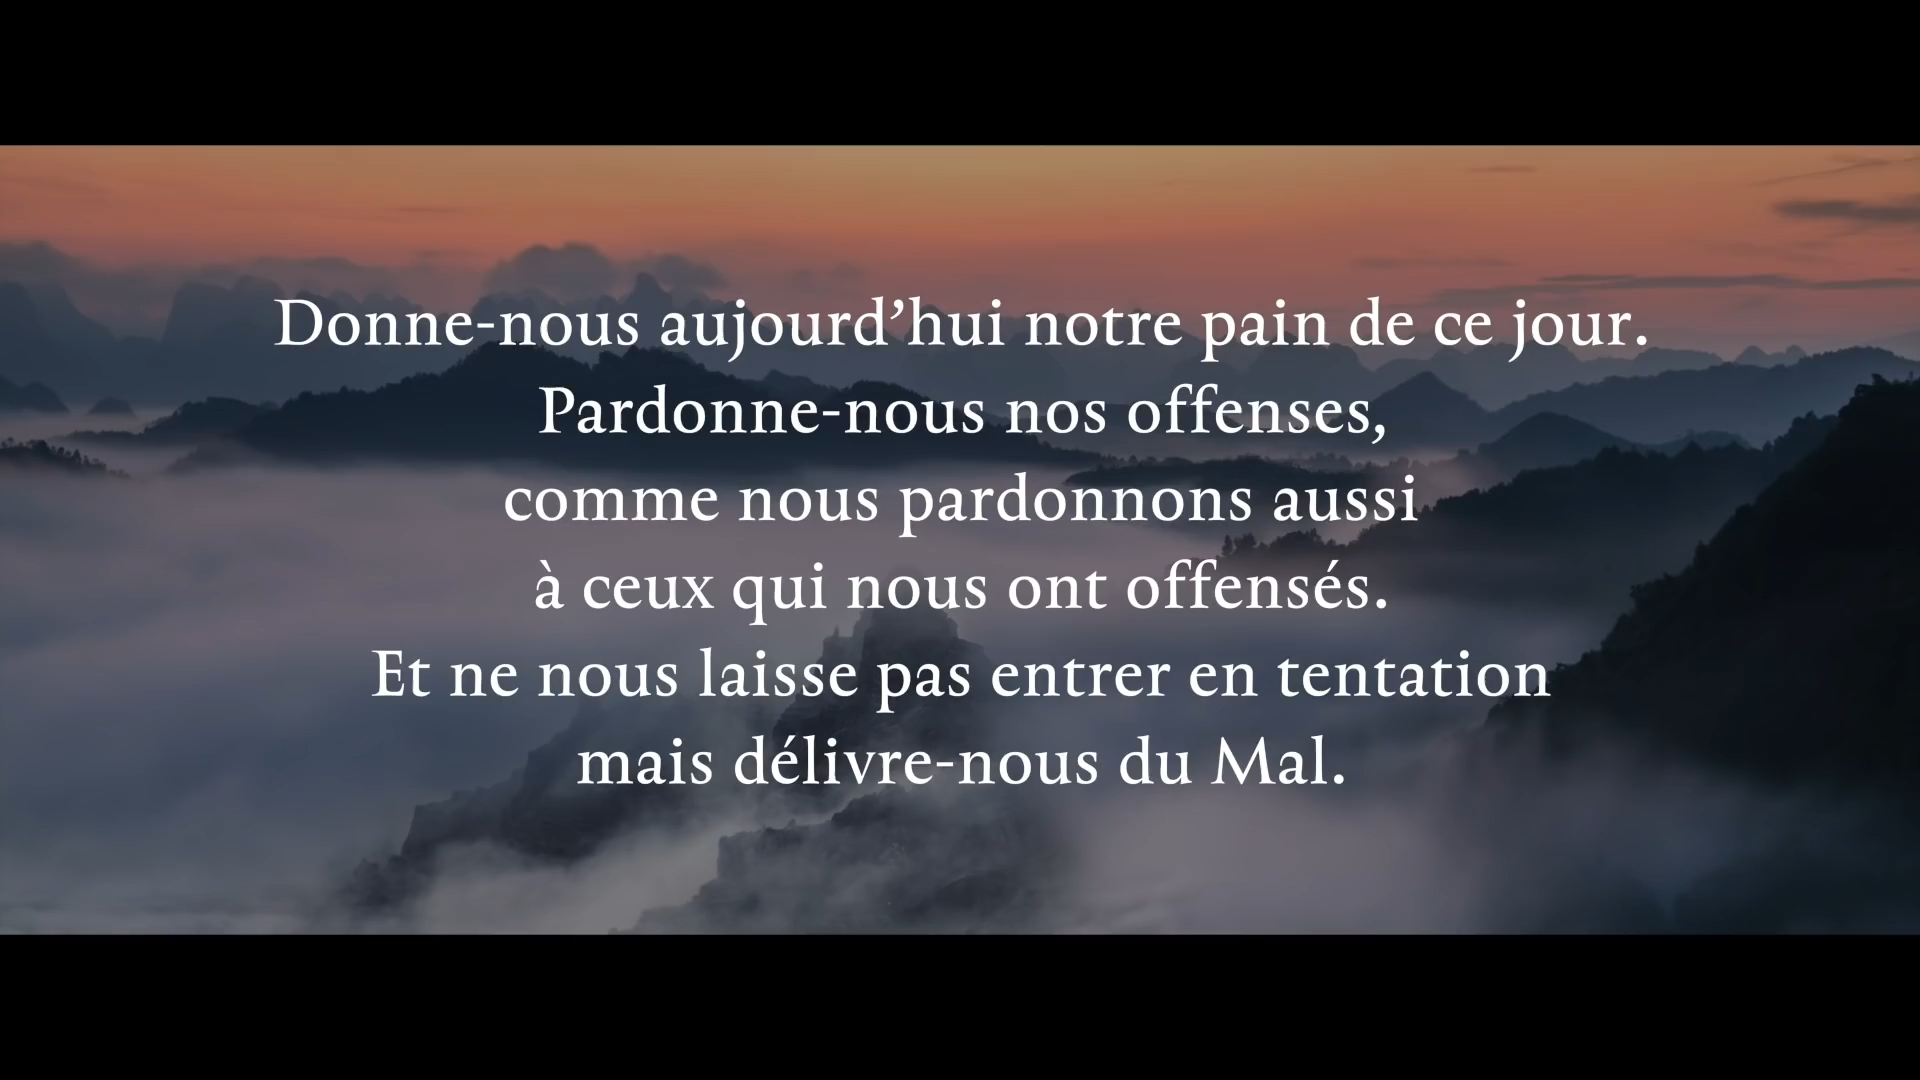 Donne-nous aujourd’hui notre pain de ce jour.
Pardonne-nous nos offenses,
comme nous pardonnons aussi
à ceux qui nous ont offensés.
Et ne nous laisse pas entrer en tentation
mais délivre-nous du Mal.